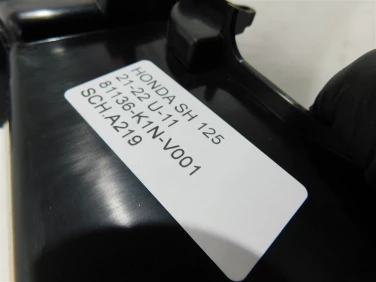 HONDA SH 125
21-22 U-11
81136-K1N-V001
SCH.A219